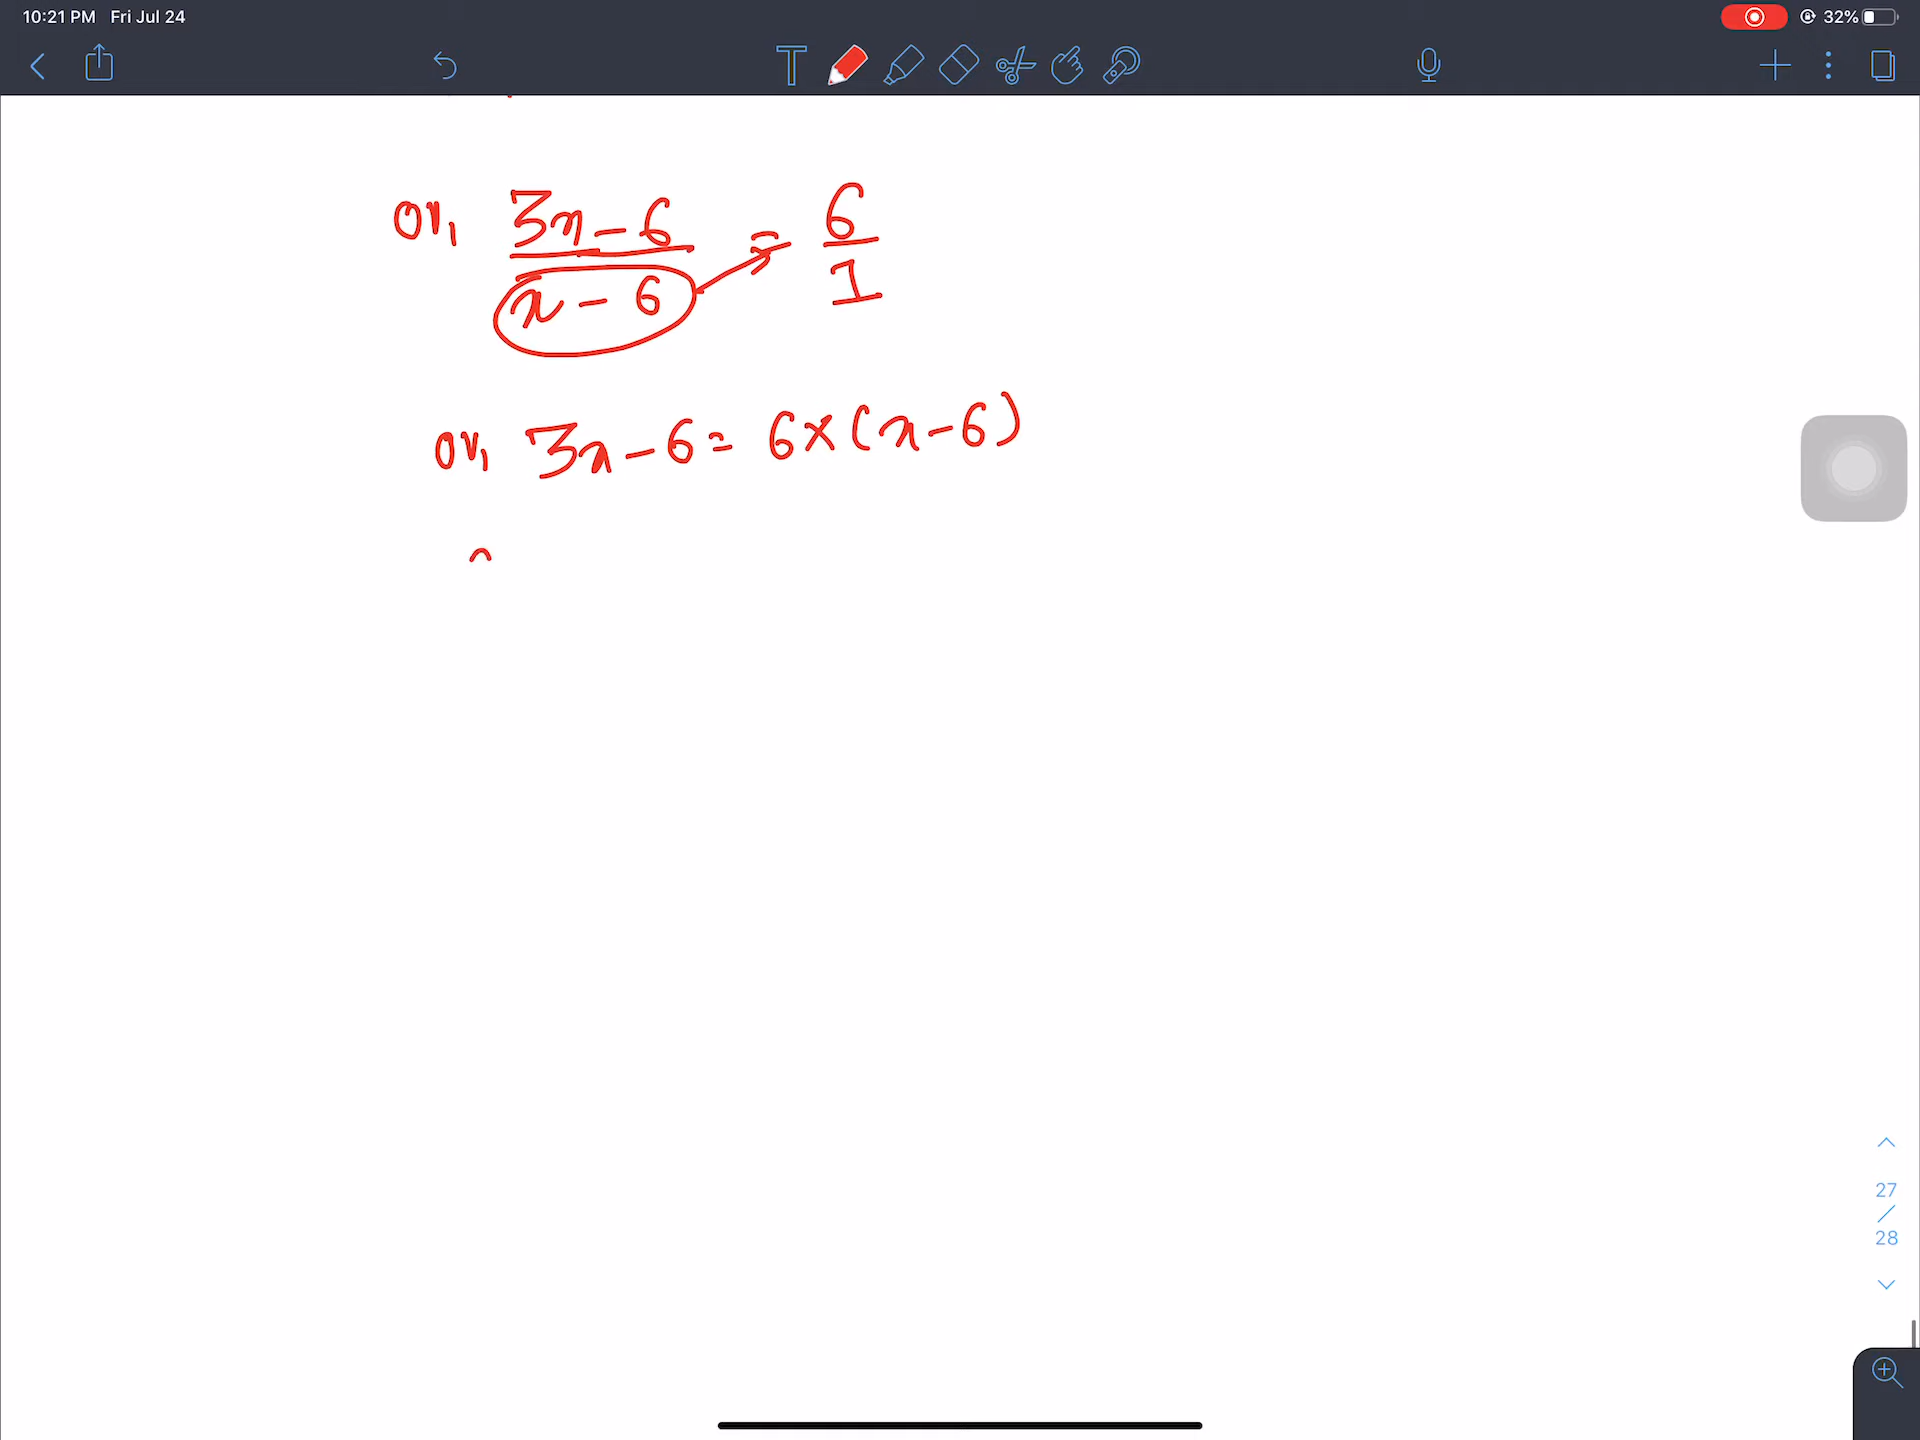 10:21 PM Fri Jul 24
32%
or, 3x-6 / x-6 = 6 / 1
or, 3x-6 = 6×(x-6)
27
/
28